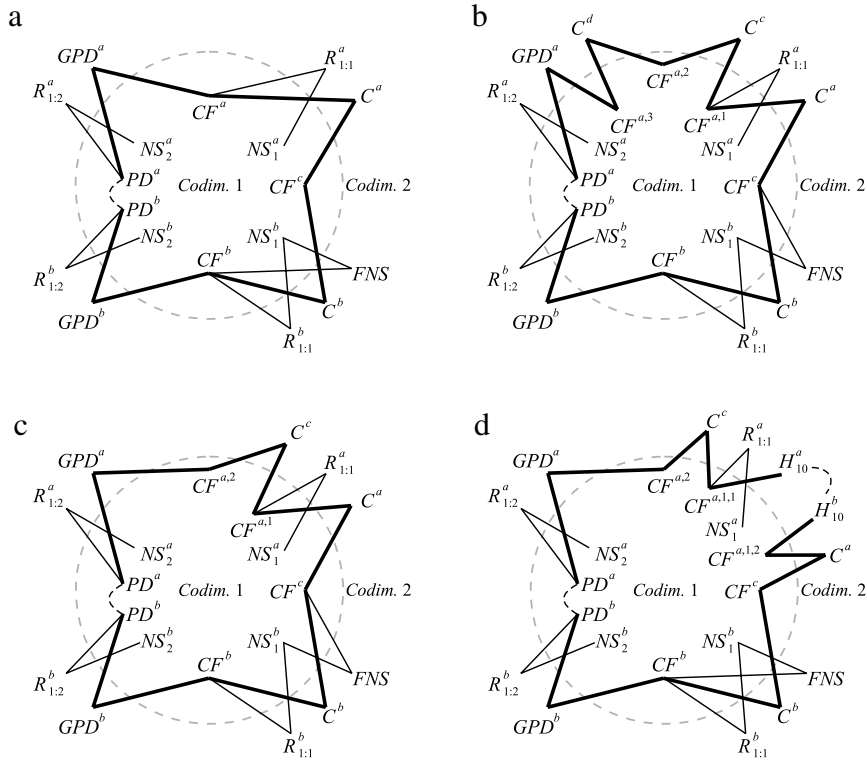 a
GPD^a
R^a_{1:1}
R^a_{1:2}
CF^a
C^a
NS^a_2
NS^a_1
PD^a
Codim. 1
CF^c
Codim. 2
PD^b
NS^b_2
NS^b_1
CF^b
R^b_{1:2}
FNS
GPD^b
C^b
R^b_{1:1}
b
C^d
C^c
GPD^a
R^a_{1:1}
CF^{a,2}
R^a_{1:2}
C^a
CF^{a,3}
CF^{a,1}
NS^a_2
NS^a_1
PD^a
Codim. 1
CF^c
Codim. 2
PD^b
NS^b_2
NS^b_1
CF^b
R^b_{1:2}
FNS
GPD^b
C^b
R^b_{1:1}
c
C^c
GPD^a
R^a_{1:1}
CF^{a,2}
R^a_{1:2}
C^a
CF^{a,1}
NS^a_2
NS^a_1
PD^a
Codim. 1
CF^c
Codim. 2
PD^b
NS^b_2
NS^b_1
CF^b
R^b_{1:2}
FNS
GPD^b
C^b
R^b_{1:1}
d
C^c
R^a_{1:1}
GPD^a
H^a_{10}
CF^{a,2}
R^a_{1:2}
CF^{a,1,1}
H^b_{10}
NS^a_1
NS^a_2
CF^{a,1,2}
C^a
PD^a
Codim. 1
CF^c
Codim. 2
PD^b
NS^b_2
NS^b_1
CF^b
R^b_{1:2}
FNS
GPD^b
C^b
R^b_{1:1}